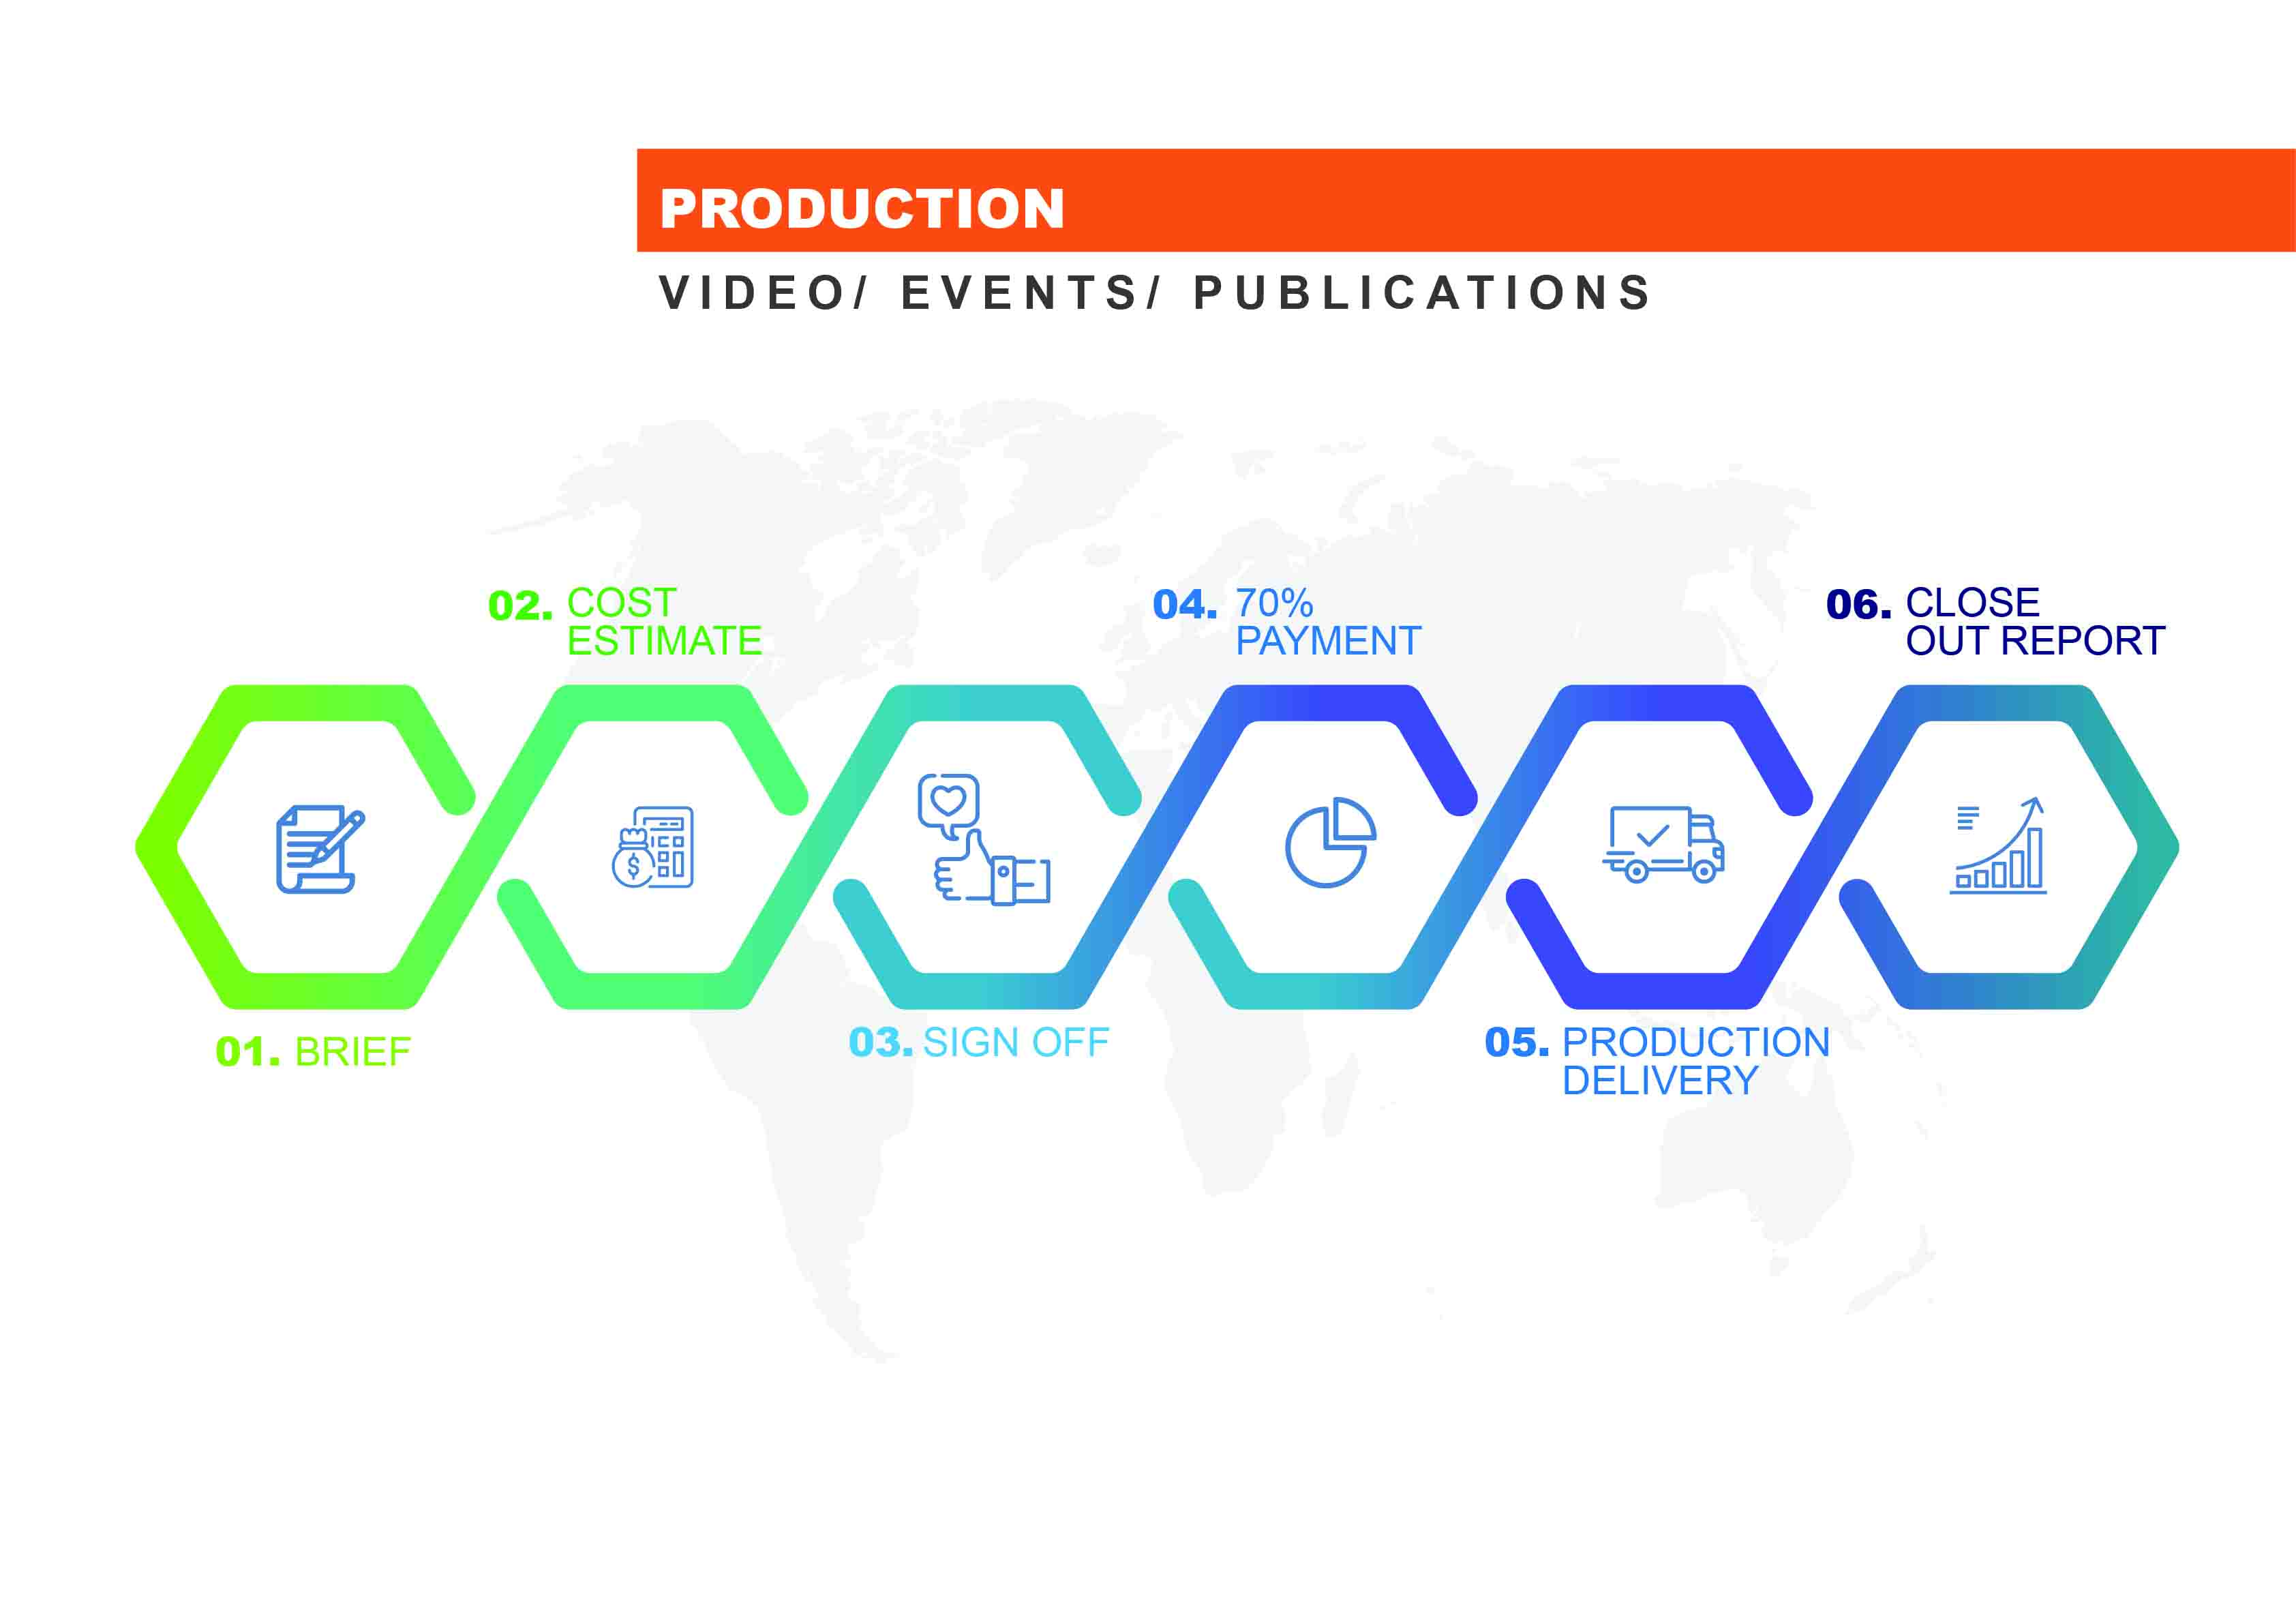 PRODUCTION
VIDEO/ EVENTS/ PUBLICATIONS
01. BRIEF
02. COST
ESTIMATE
03. SIGN OFF
04. 70%
PAYMENT
05. PRODUCTION
DELIVERY
06. CLOSE
OUT REPORT